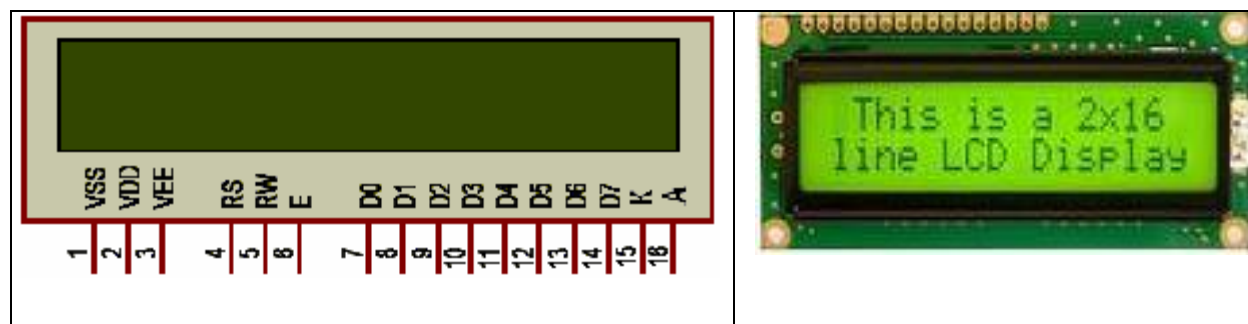 VSS VDD VEE RS RW E D0 D1 D2 D3 D4 D5 D6 D7 K A
1 2 3 4 5 6 7 8 9 10 11 12 13 14 15 16
This is a 2x16
line LCD Display